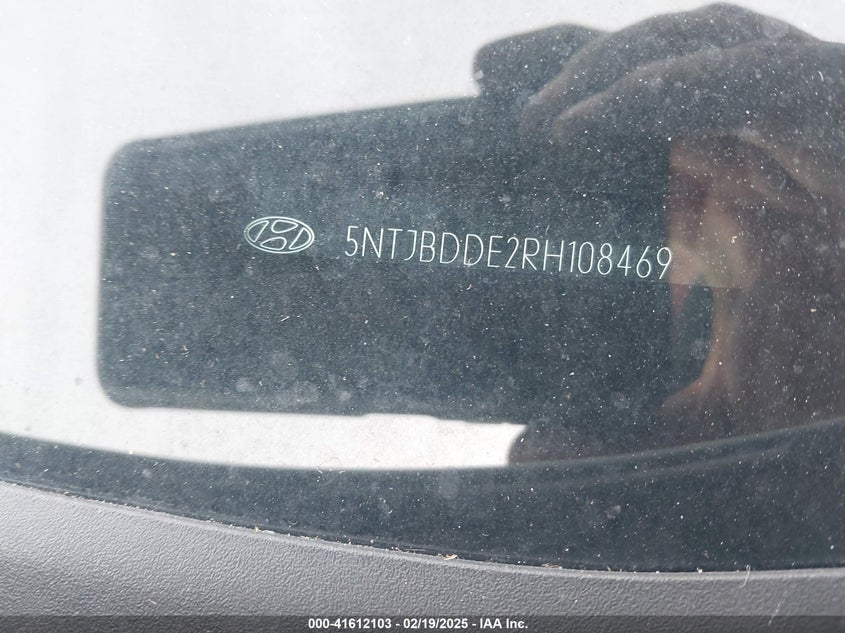 5NTJBDDE2RH108469
000-41612103 - 02/19/2025 - IAA Inc.